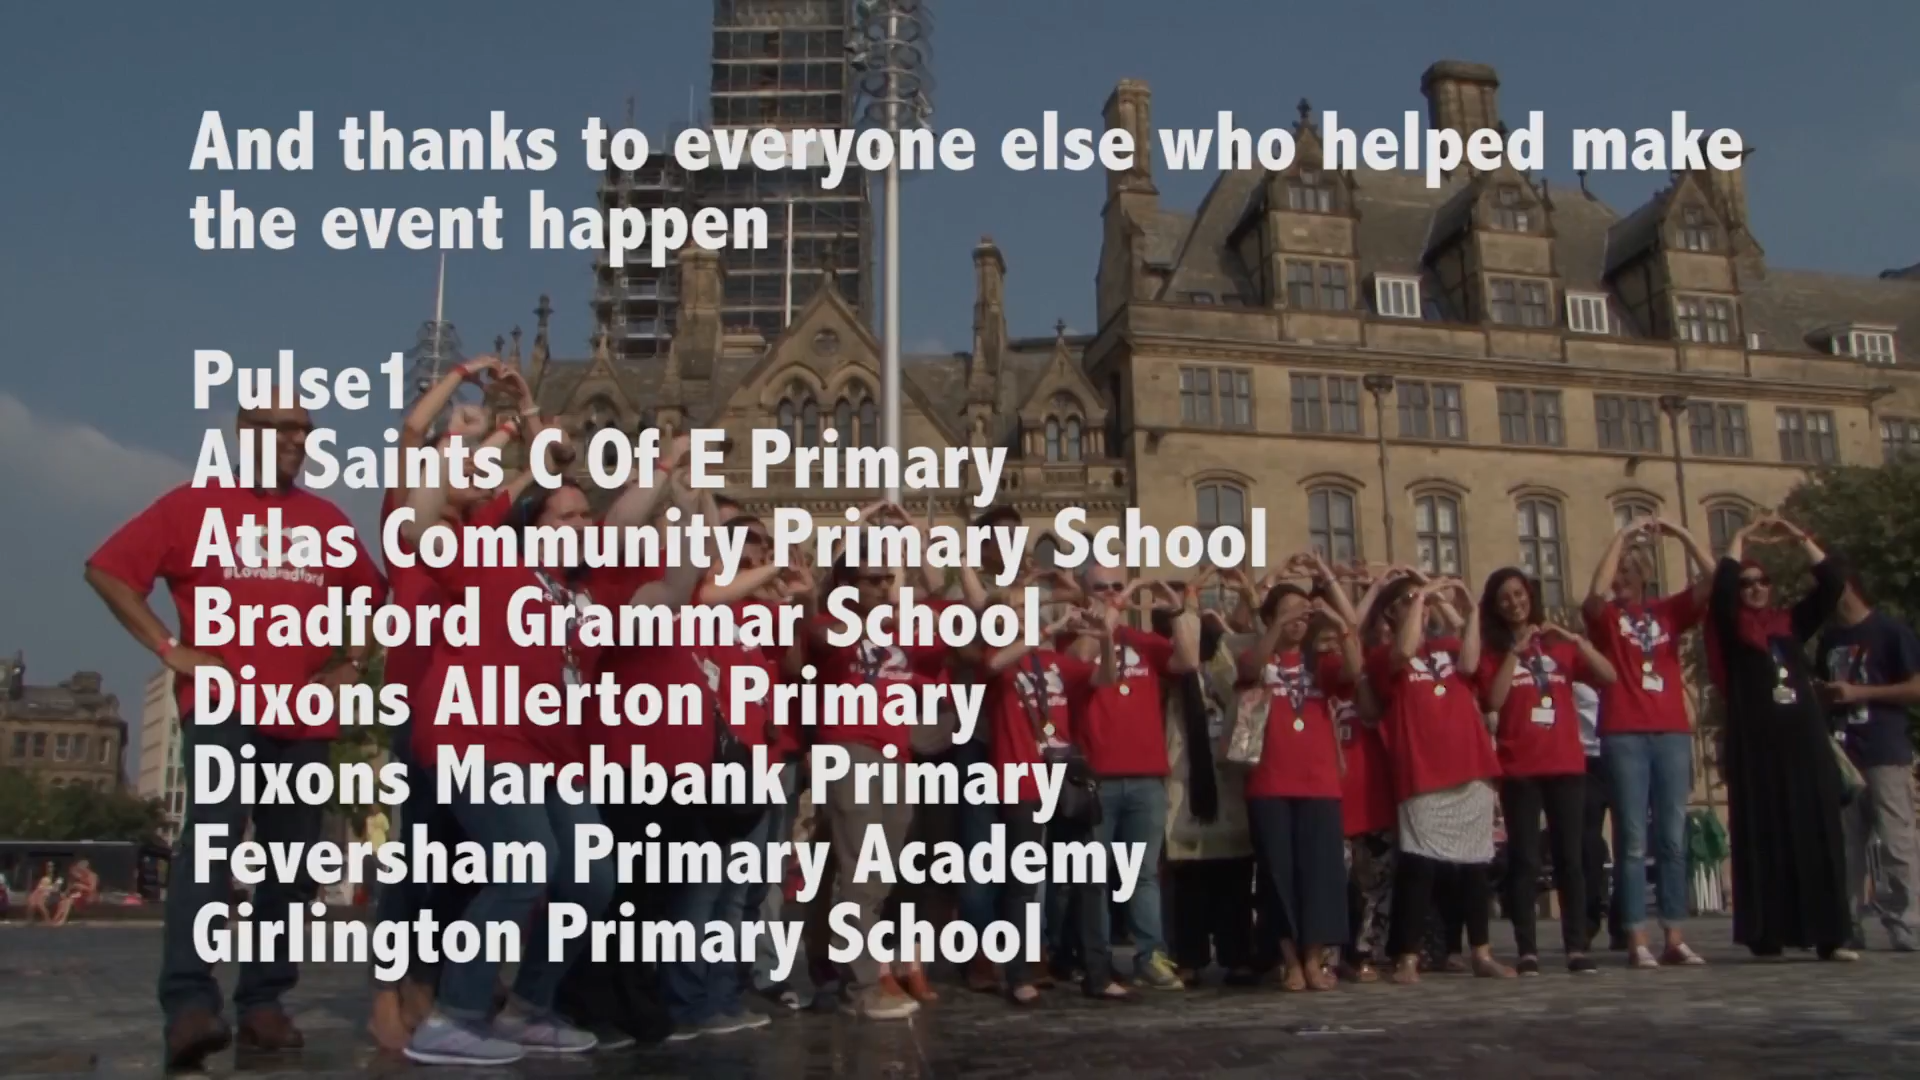 And thanks to everyone else who helped make
the event happen
Pulse1
All Saints C Of E Primary
Atlas Community Primary School
Bradford Grammar School
Dixons Allerton Primary
Dixons Marchbank Primary
Feversham Primary Academy
Girlington Primary School
#LoveBradford